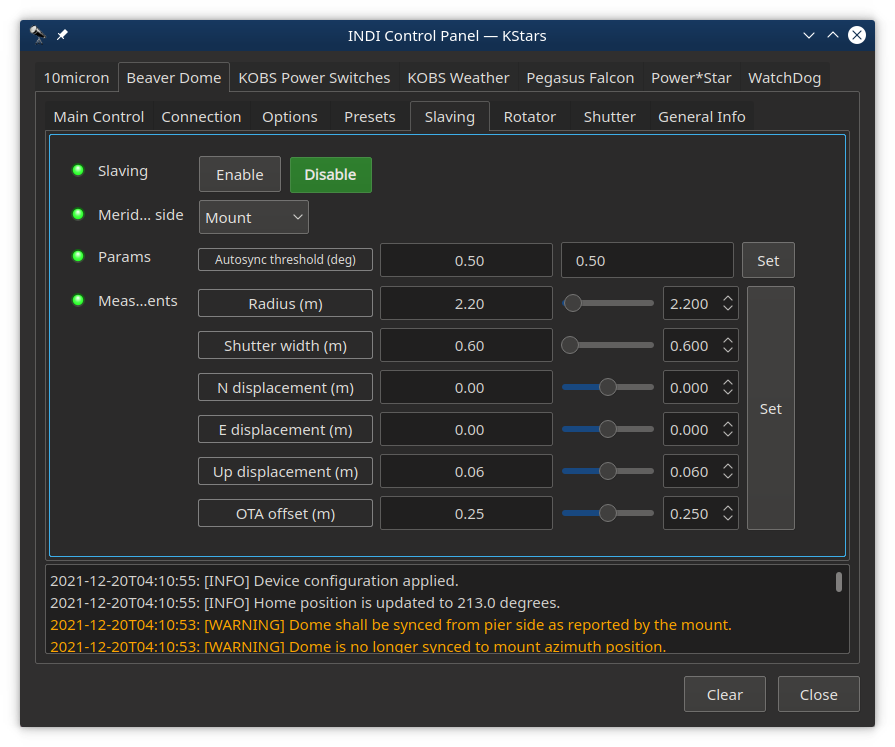 INDI Control Panel — KStars
10micron Beaver Dome KOBS Power Switches KOBS Weather Pegasus Falcon Power*Star WatchDog
Main Control Connection Options Presets Slaving Rotator Shutter General Info
Slaving Enable Disable
Merid... side Mount
Params Autosync threshold (deg) 0.50 0.50 Set
Meas...ents Radius (m) 2.20 2.200
Shutter width (m) 0.60 0.600
N displacement (m) 0.00 0.000
Set
E displacement (m) 0.00 0.000
Up displacement (m) 0.06 0.060
OTA offset (m) 0.25 0.250
2021-12-20T04:10:55: [INFO] Device configuration applied.
2021-12-20T04:10:55: [INFO] Home position is updated to 213.0 degrees.
2021-12-20T04:10:53: [WARNING] Dome shall be synced from pier side as reported by the mount.
2021-12-20T04:10:53: [WARNING] Dome is no longer synced to mount azimuth position.
Clear Close